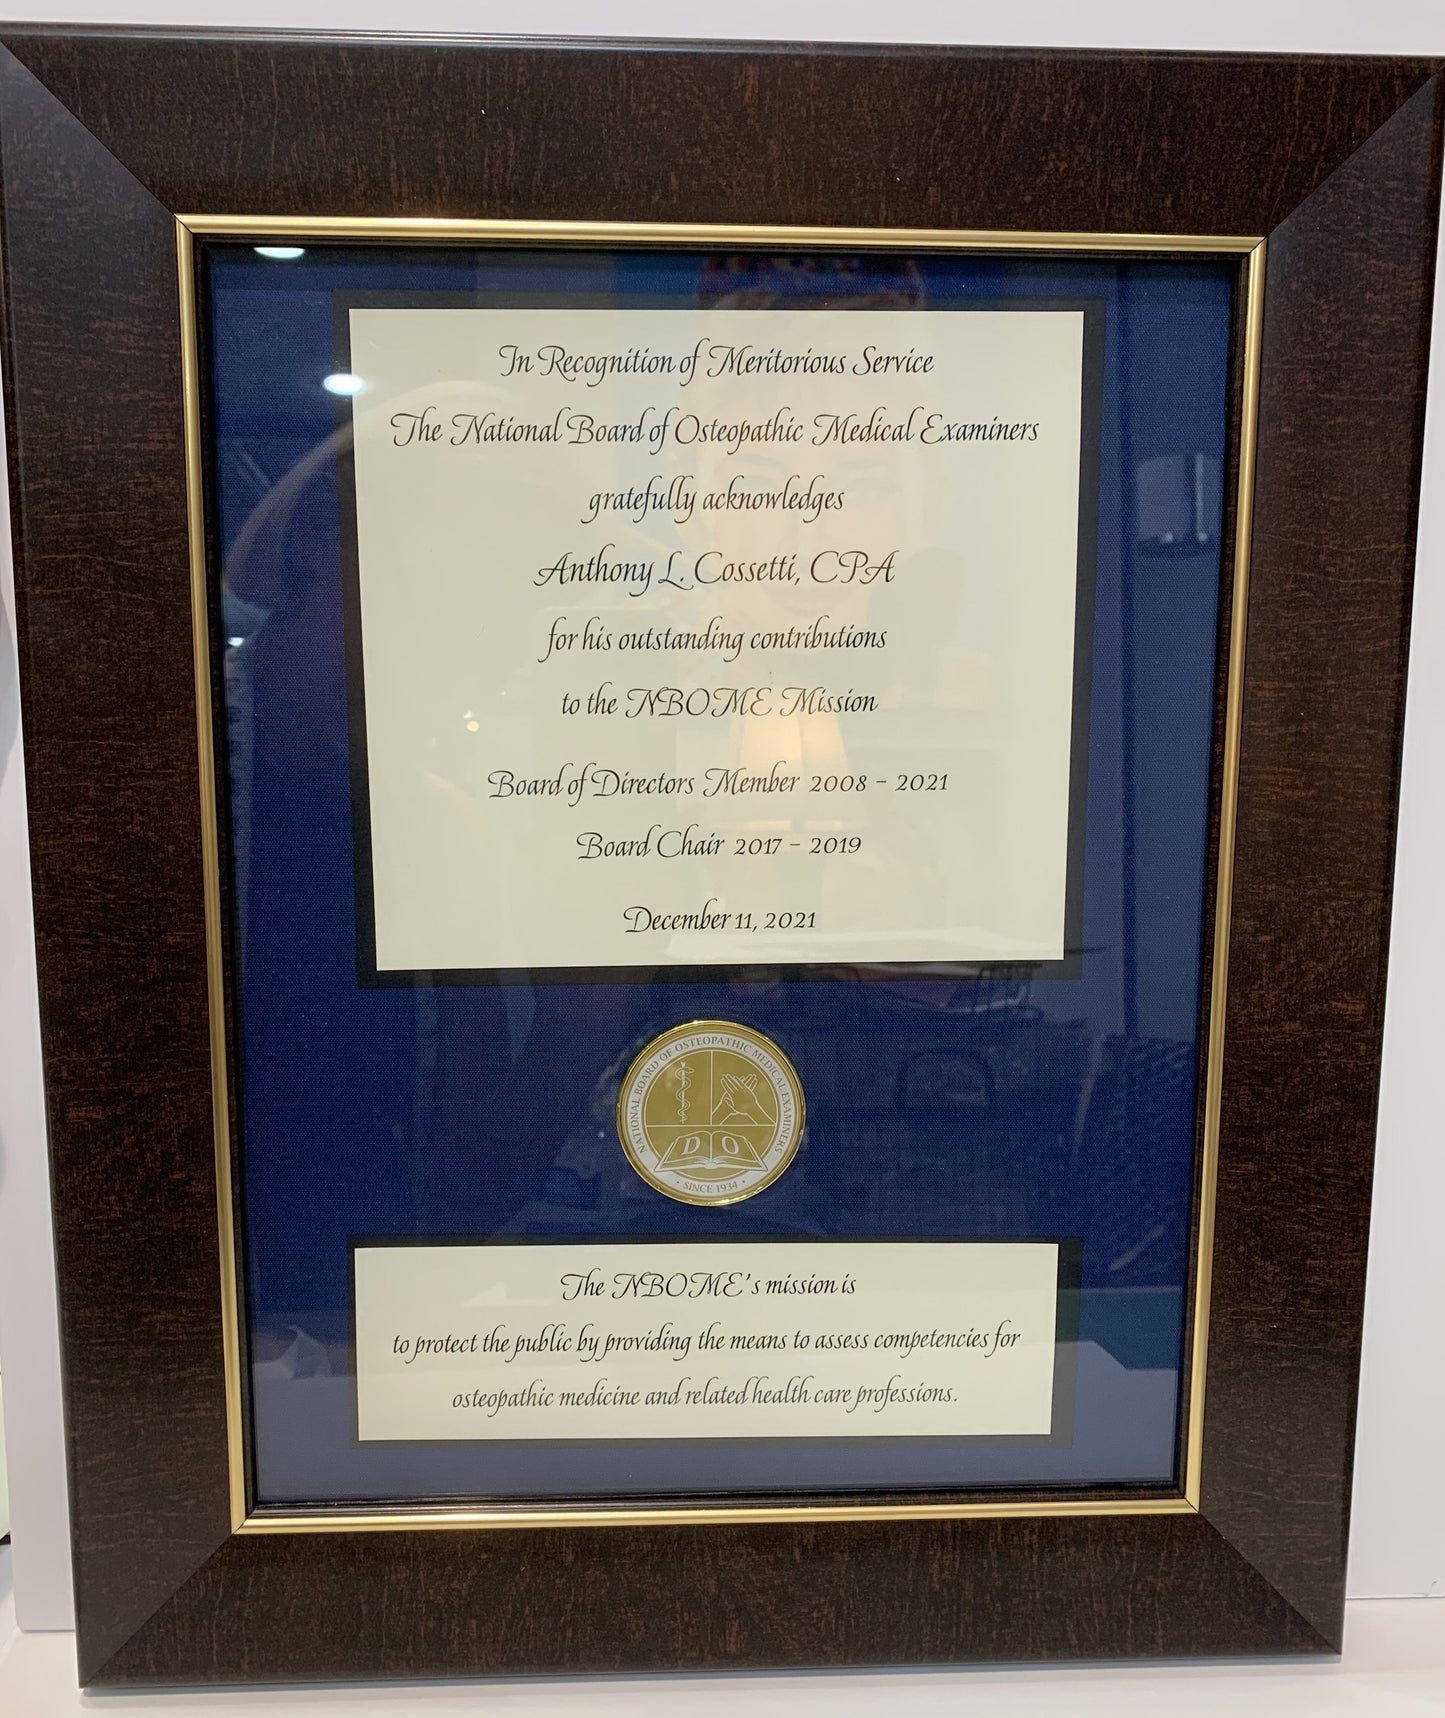 In Recognition of Meritorious Service
The National Board of Osteopathic Medical Examiners
gratefully acknowledges
Anthony L. Cossetti, CPA
for his outstanding contributions
to the NBOME Mission
Board of Directors Member 2008 – 2021
Board Chair 2017 – 2019
December 11, 2021
NATIONAL BOARD OF OSTEOPATHIC MEDICAL EXAMINERS
D O
· SINCE 1934 ·
The NBOME's mission is
to protect the public by providing the means to assess competencies for
osteopathic medicine and related health care professions.